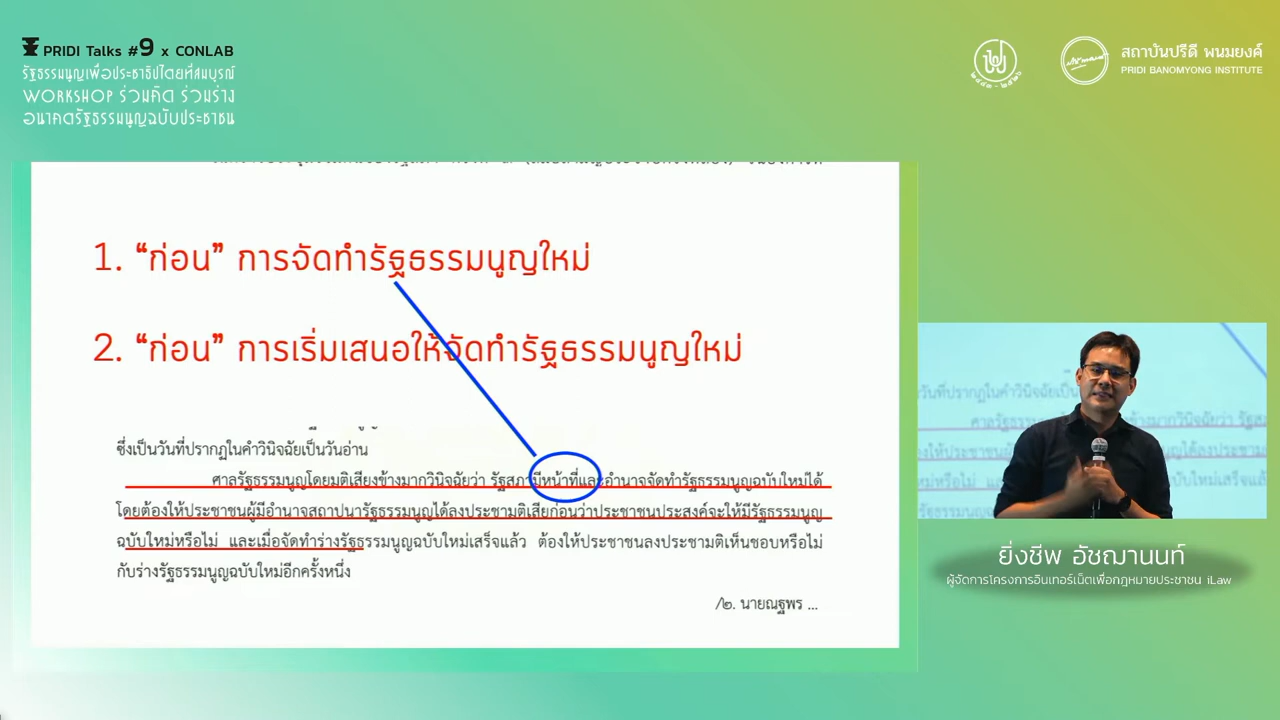 PRIDI Talks #9 x CONLAB
รัฐธรรมนูญเพื่อประชาธิปไตยที่สมบูรณ์
WORKSHOP ร่วมคิด ร่วมร่าง
อนาคตรัฐธรรมนูญฉบับประชาชน
๒๔๔๓ - ๒๕๒๖
สถาบันปรีดี พนมยงค์
PRIDI BANOMYONG INSTITUTE
1. “ก่อน” การจัดทำรัฐธรรมนูญใหม่
2. “ก่อน” การเริ่มเสนอให้จัดทำรัฐธรรมนูญใหม่
ซึ่งเป็นวันที่ปรากฏในคำวินิจฉัยเป็นวันอ่าน
ศาลรัฐธรรมนูญโดยมติเสียงข้างมากวินิจฉัยว่า รัฐสภามีหน้าที่และอำนาจจัดทำรัฐธรรมนูญฉบับใหม่ได้
โดยต้องให้ประชาชนผู้มีอำนาจสถาปนารัฐธรรมนูญได้ลงประชามติเสียก่อนว่าประชาชนประสงค์จะให้มีรัฐธรรมนูญ
ฉบับใหม่หรือไม่ และเมื่อจัดทำร่างรัฐธรรมนูญฉบับใหม่เสร็จแล้ว ต้องให้ประชาชนลงประชามติเห็นชอบหรือไม่
กับร่างรัฐธรรมนูญฉบับใหม่อีกครั้งหนึ่ง
/๒. นายณฐพร ...
ยิ่งชีพ อัชฌานนท์
ผู้จัดการโครงการอินเทอร์เน็ตเพื่อกฎหมายประชาชน iLaw